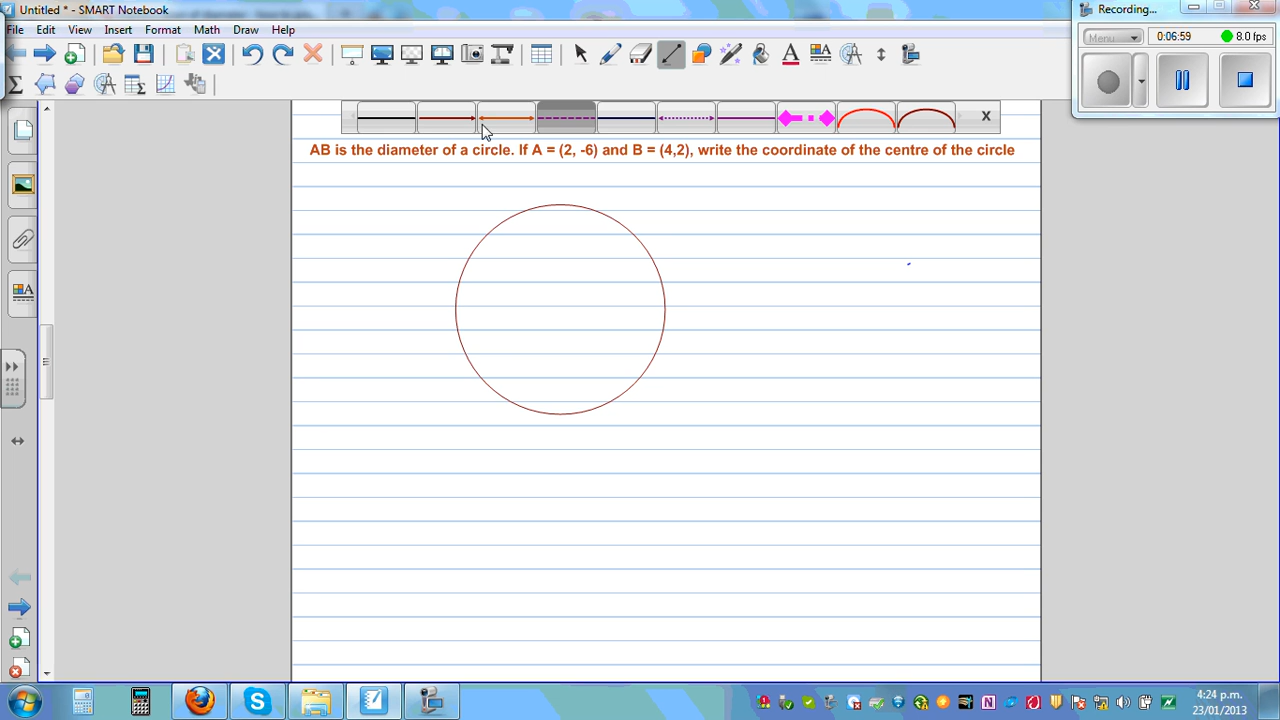 Untitled * - SMART Notebook
File Edit View Insert Format Math Draw Help
Recording...
Menu 0:06:59 8.0 fps
AB is the diameter of a circle. If A = (2, -6) and B = (4,2), write the coordinate of the centre of the circle
4:24 p.m.
23/01/2013